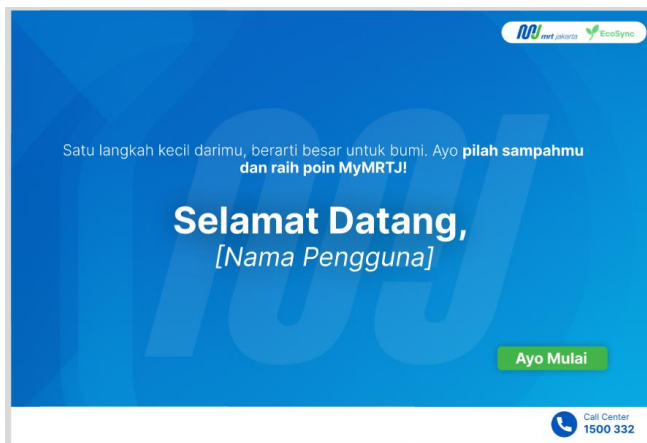 mrt jakarta EcoSync
Satu langkah kecil darimu, berarti besar untuk bumi. Ayo pilah sampahmu
dan raih poin MyMRTJ!
Selamat Datang,
[Nama Pengguna]
Ayo Mulai
Call Center
1500 332